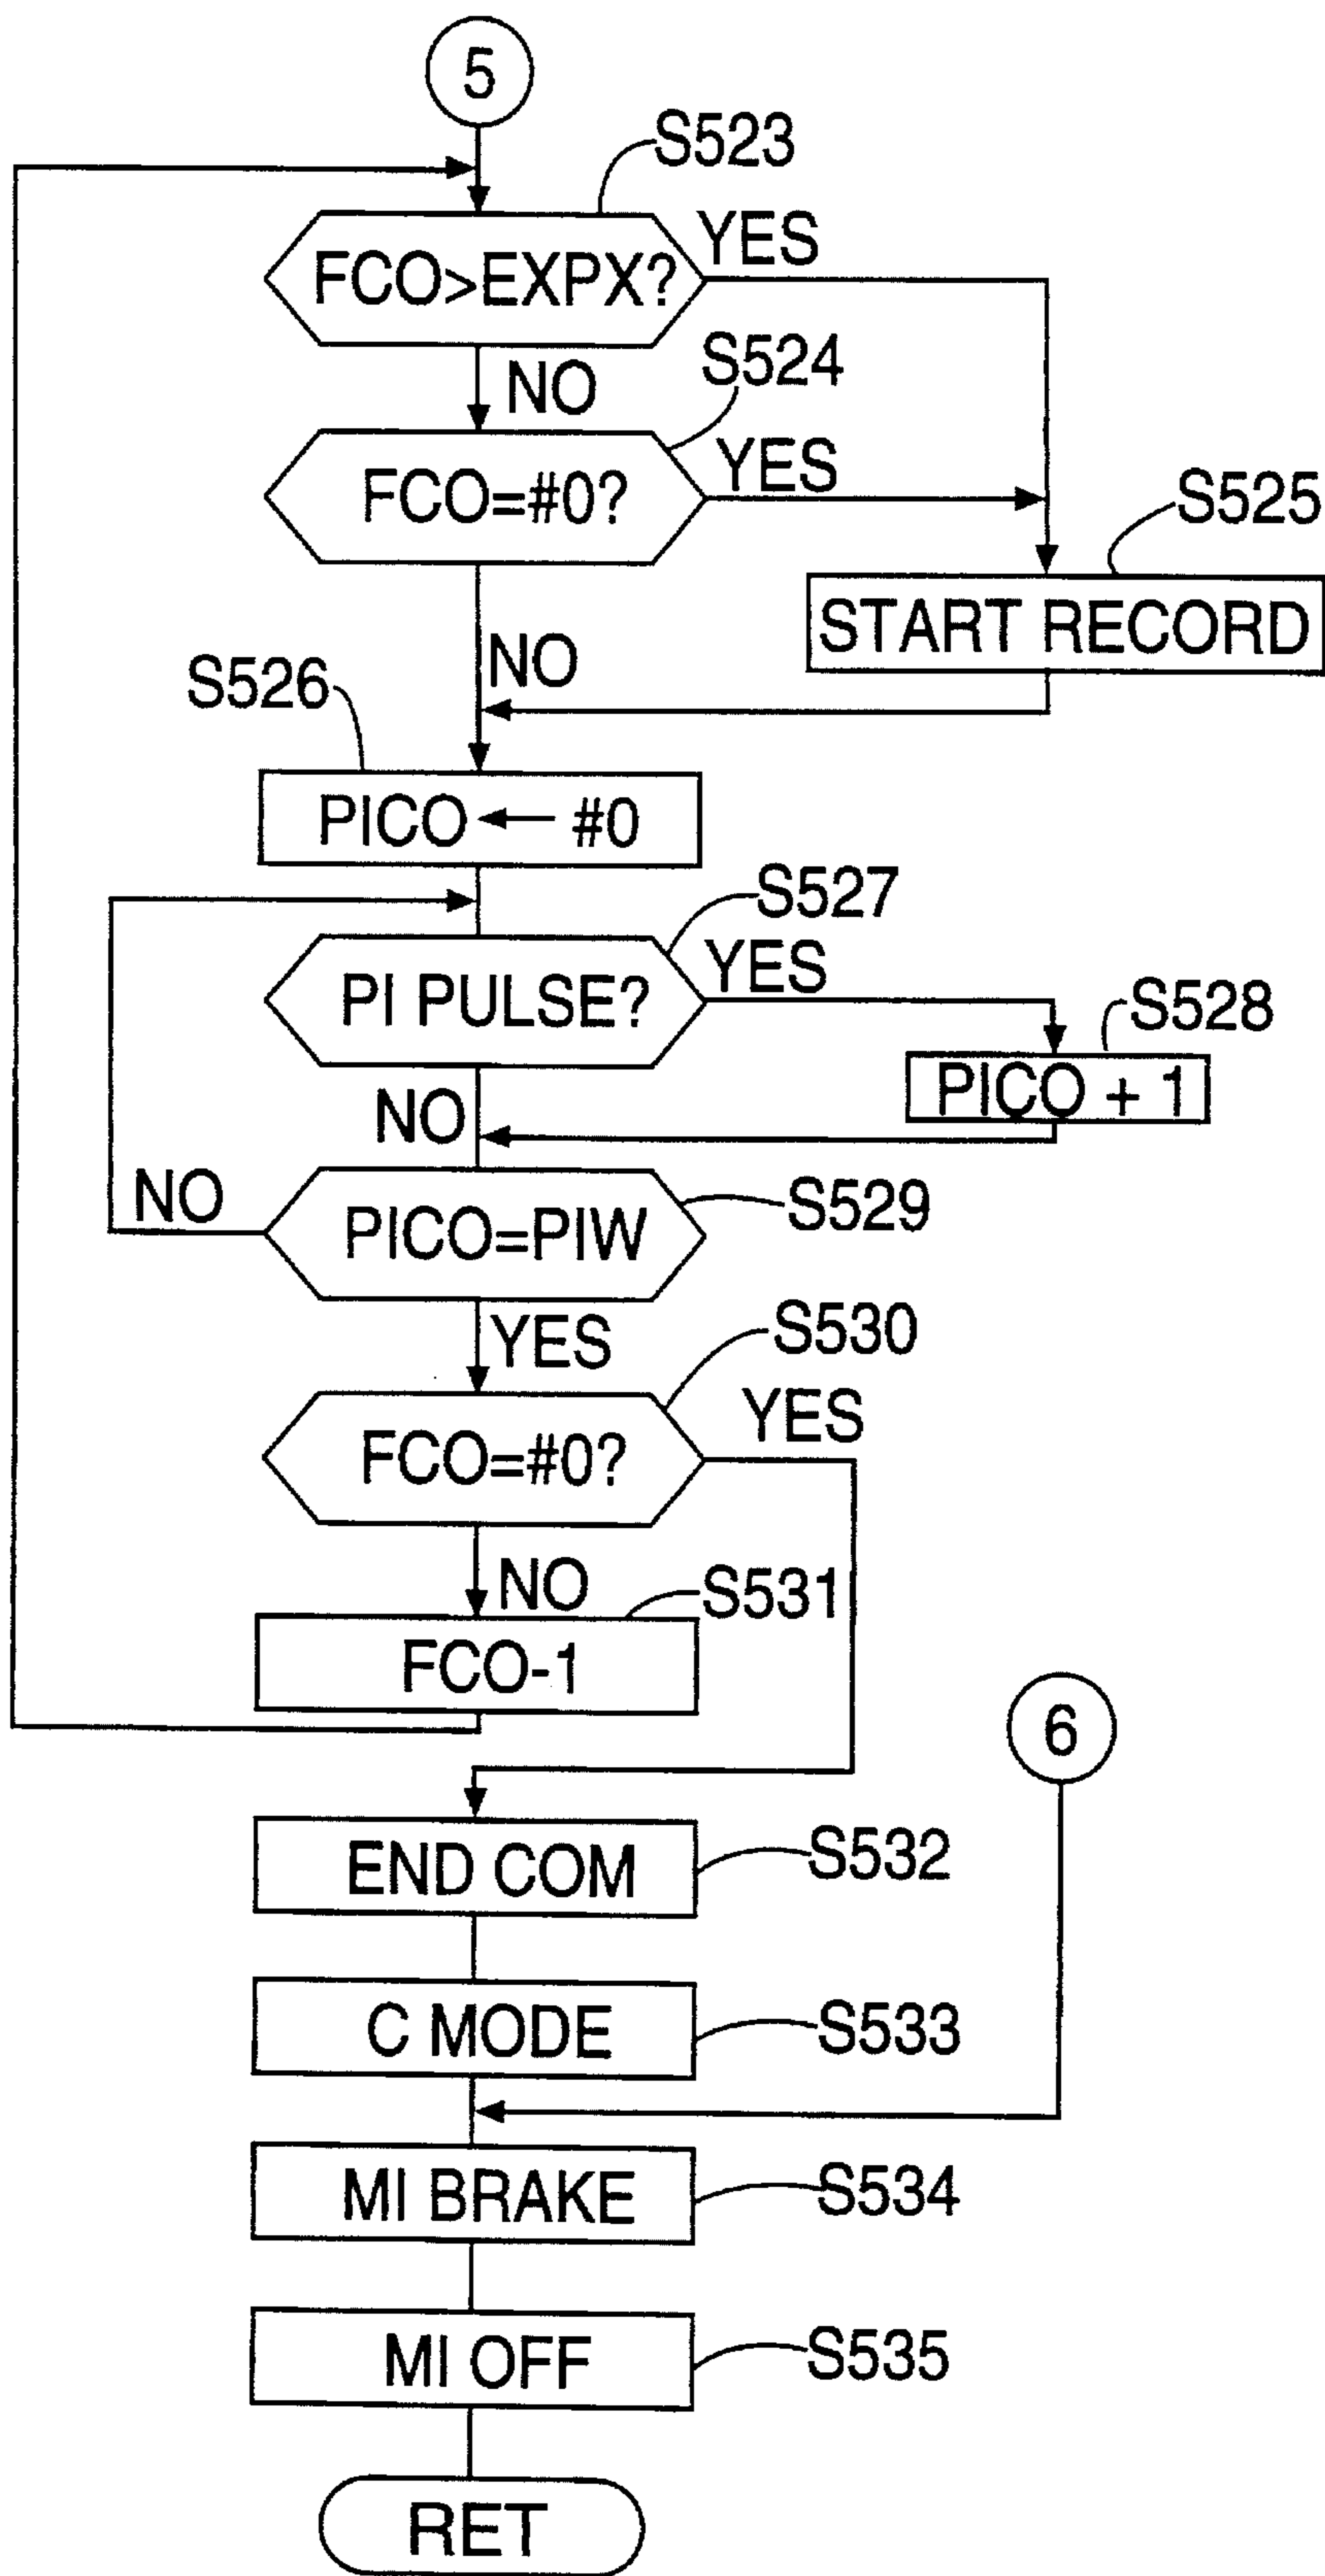 5
S523
FCO>EXPX?
YES
NO
S524
FCO=#0?
YES
S525
START RECORD
NO
S526
PICO ← #0
S527
PI PULSE?
YES
S528
PICO + 1
NO
NO
PICO=PIW
S529
YES
S530
FCO=#0?
YES
NO
S531
FCO-1
6
END COM
S532
C MODE
S533
MI BRAKE
S534
MI OFF
S535
RET